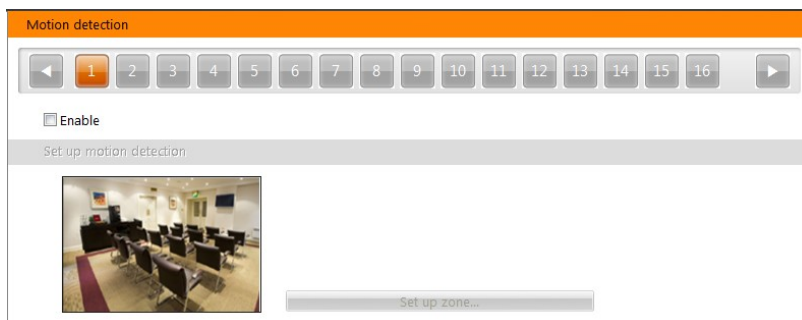 Motion detection
1 2 3 4 5 6 7 8 9 10 11 12 13 14 15 16
Enable
Set up motion detection
Set up zone...